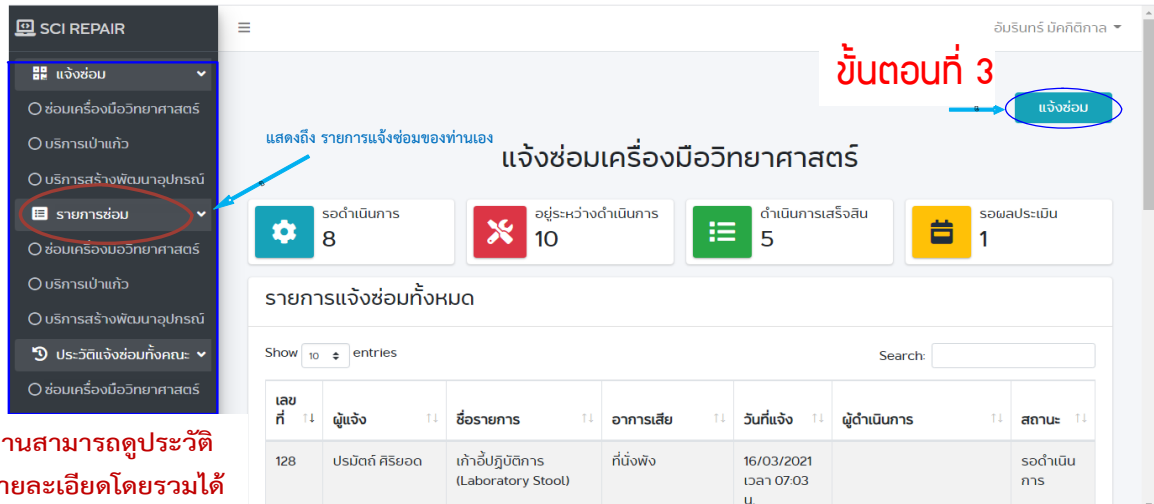 SCI REPAIR
อัมรินทร์ มัคกิติกาล
ขั้นตอนที่ 3
แจ้งซ่อม
แจ้งซ่อม
ซ่อมเครื่องมือวิทยาศาสตร์
บริการเป่าแก้ว
บริการสร้างพัฒนาอุปกรณ์
รายการซ่อม
ซ่อมเครื่องมือวิทยาศาสตร์
บริการเป่าแก้ว
บริการสร้างพัฒนาอุปกรณ์
ประวัติแจ้งซ่อมทั้งคณะ
ซ่อมเครื่องมือวิทยาศาสตร์
านสามารถดูประวัติ
ายละเอียดโดยรวมได้
แสดงถึง รายการแจ้งซ่อมของท่านเอง
แจ้งซ่อมเครื่องมือวิทยาศาสตร์
รอดำเนินการ
8
อยู่ระหว่างดำเนินการ
10
ดำเนินการเสร็จสิ้น
5
รอผลประเมิน
1
รายการแจ้งซ่อมทั้งหมด
Show 10 entries
Search:
เลขที่ ผู้แจ้ง ชื่อรายการ อาการเสีย วันที่แจ้ง ผู้ดำเนินการ สถานะ
128 ปรมัตถ์ ศิริยอด เก้าอี้ปฏิบัติการ ที่นั่งพัง 16/03/2021 รอดำเนิน
(Laboratory Stool) เวลา 07:03 การ
น.